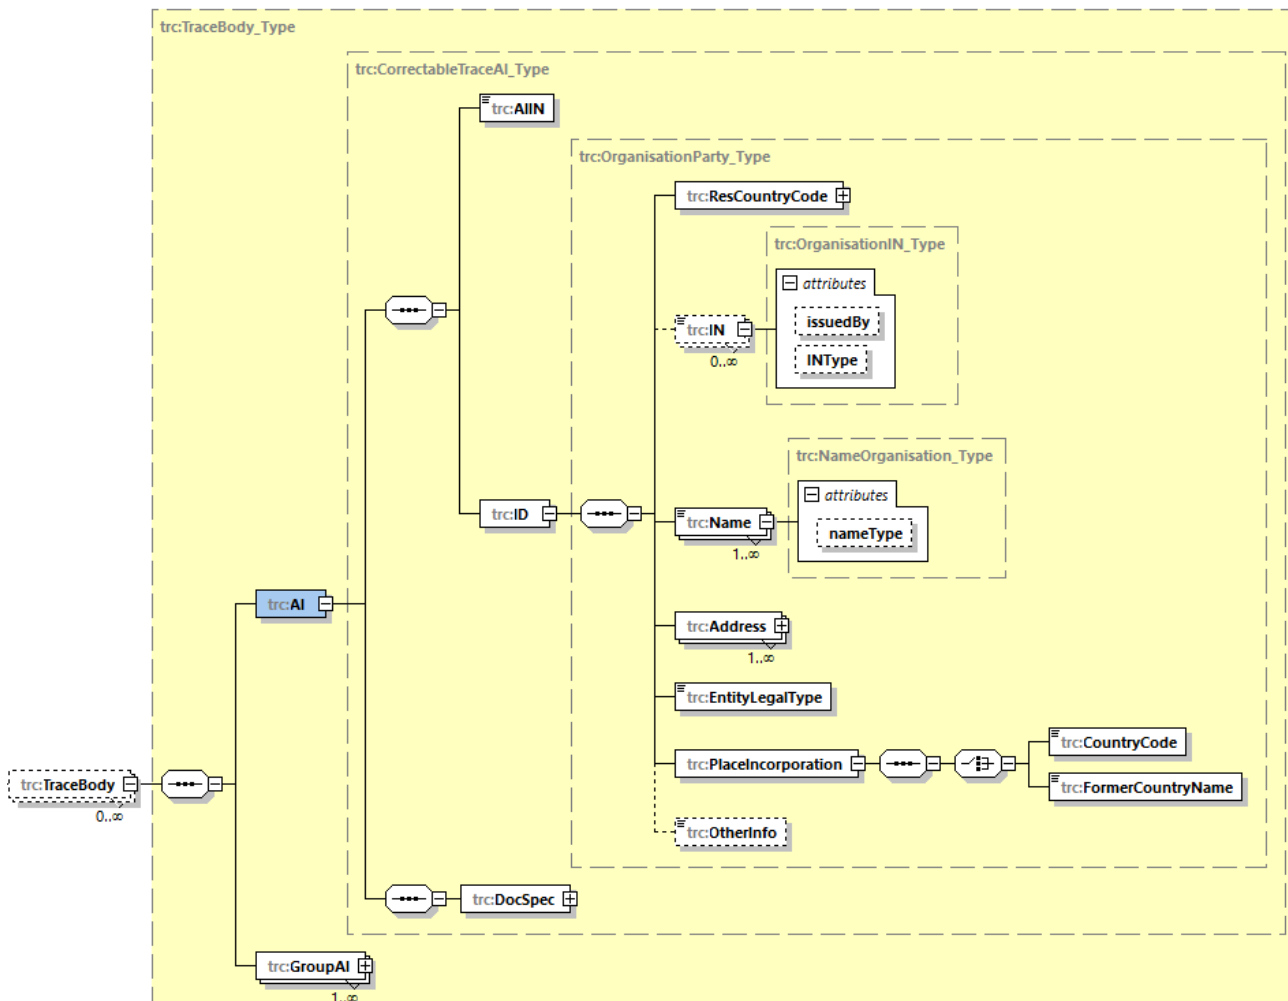 trc:TraceBody_Type
trc:CorrectableTraceAI_Type
trc:AIIN
trc:OrganisationParty_Type
trc:ResCountryCode
trc:OrganisationIN_Type
attributes
issuedBy
trc:IN
INType
0..∞
trc:NameOrganisation_Type
attributes
trc:ID
trc:Name
nameType
1..∞
trc:AI
trc:Address
1..∞
trc:EntityLegalType
trc:CountryCode
trc:PlaceIncorporation
trc:TraceBody
trc:FormerCountryName
0..∞
trc:OtherInfo
trc:DocSpec
trc:GroupAI
1..∞